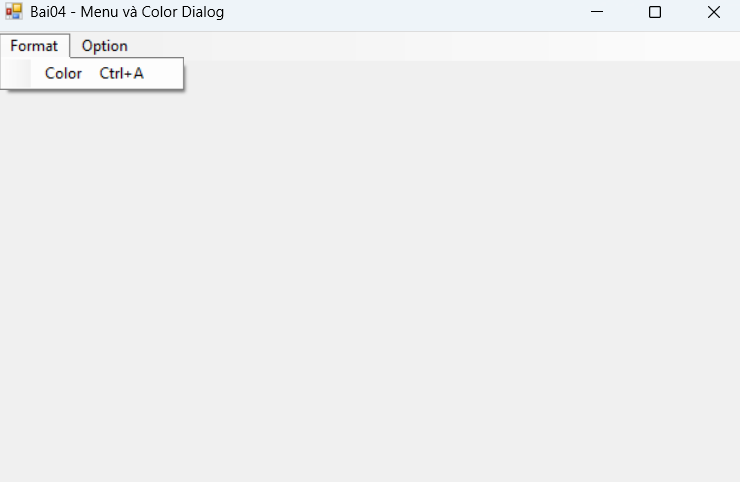 Bai04 - Menu và Color Dialog
Format Option
Color Ctrl+A